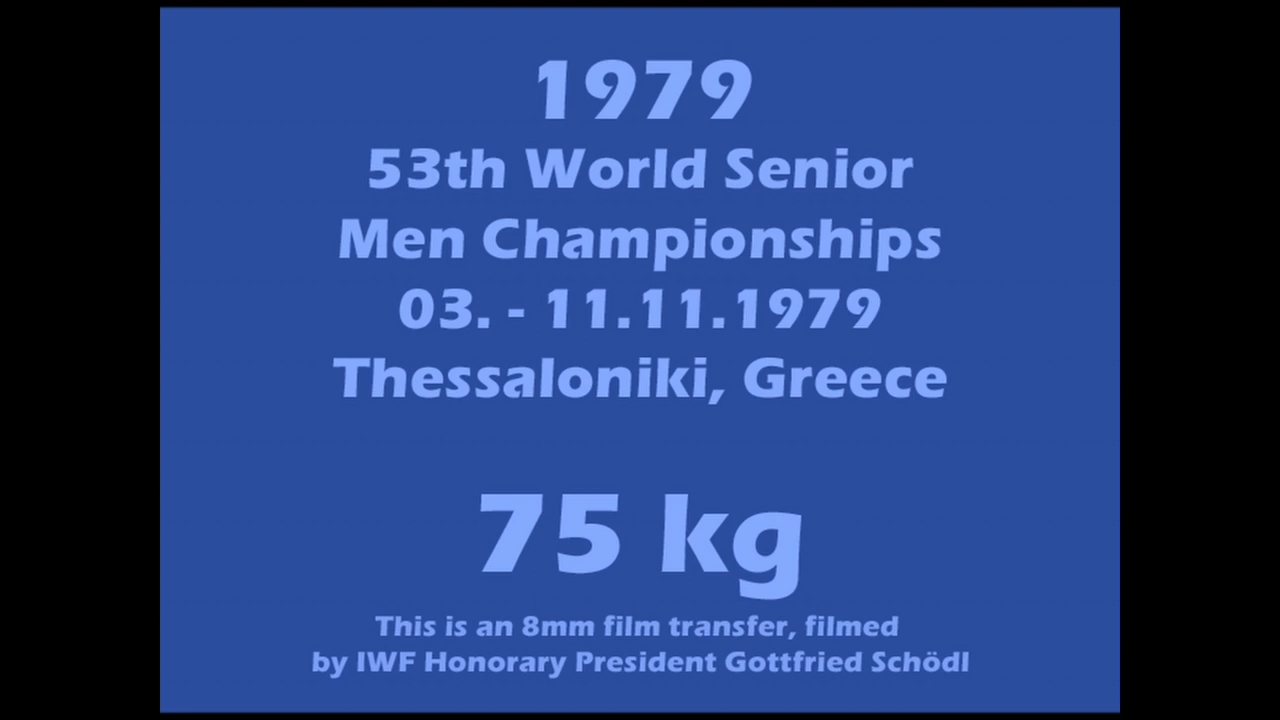 1979
53th World Senior
Men Championships
03. - 11.11.1979
Thessaloniki, Greece
75 kg
This is an 8mm film transfer, filmed
by IWF Honorary President Gottfried Schödl